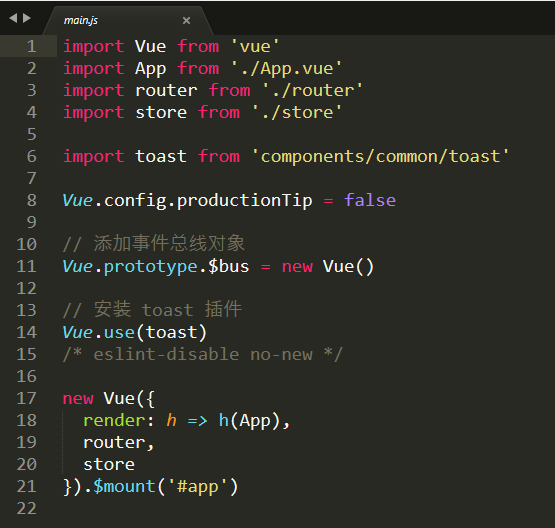 main.js
1 import Vue from 'vue'
2 import App from './App.vue'
3 import router from './router'
4 import store from './store'
5
6 import toast from 'components/common/toast'
7
8 Vue.config.productionTip = false
9
10 // 添加事件总线对象
11 Vue.prototype.$bus = new Vue()
12
13 // 安装 toast 插件
14 Vue.use(toast)
15 /* eslint-disable no-new */
16
17 new Vue({
18   render: h => h(App),
19   router,
20   store
21 }).$mount('#app')
22